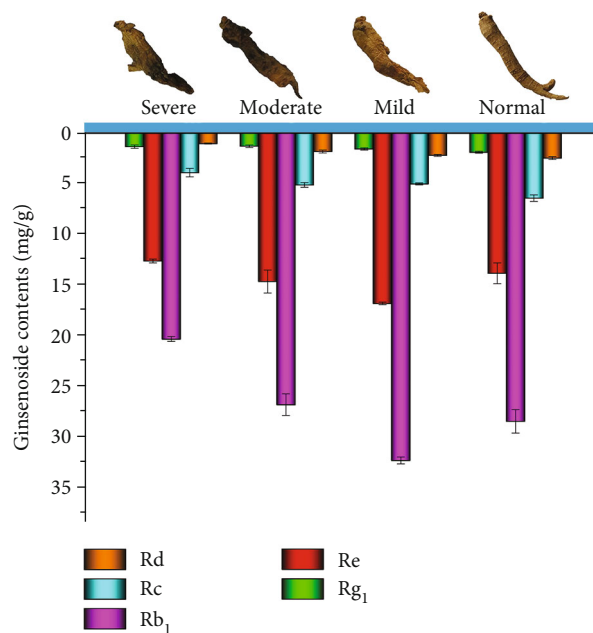 Severe Moderate Mild Normal
0
5
10
15
20
25
30
35
Ginsenoside contents (mg/g)
Rd Re
Rc Rg1
Rb1